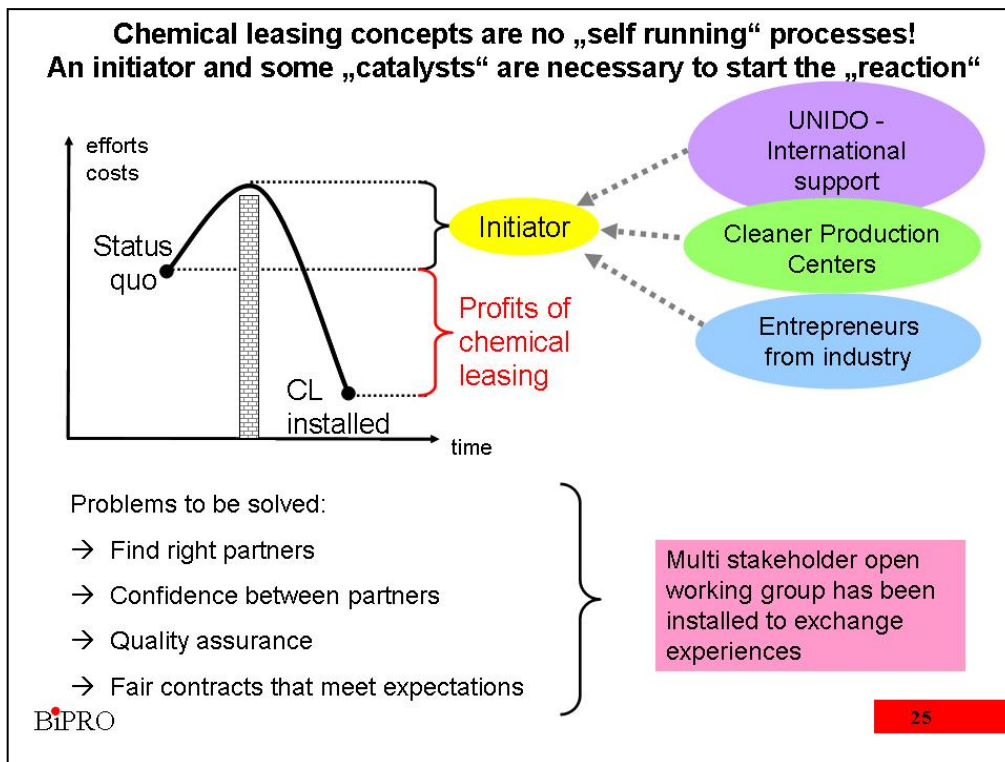 Chemical leasing concepts are no „self running“ processes!
An initiator and some „catalysts“ are necessary to start the „reaction“
efforts
costs
Status
quo
CL
installed
time
Initiator
Profits of
chemical
leasing
UNIDO -
International
support
Cleaner Production
Centers
Entrepreneurs
from industry
Problems to be solved:
→ Find right partners
→ Confidence between partners
→ Quality assurance
→ Fair contracts that meet expectations
Multi stakeholder open
working group has been
installed to exchange
experiences
BiPRO
25